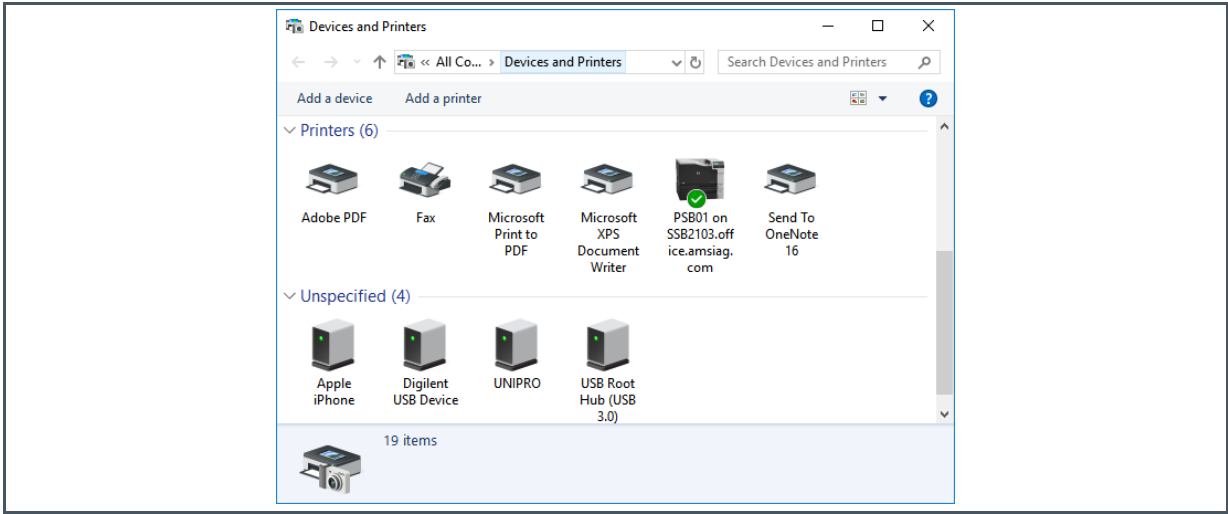 Devices and Printers
« All Co... › Devices and Printers
Search Devices and Printers
Add a device Add a printer
?
Printers (6)
Adobe PDF
Fax
Microsoft
Print to
PDF
Microsoft
XPS
Document
Writer
PSB01 on
SSB2103.off
ice.amsiag.
com
Send To
OneNote
16
Unspecified (4)
Apple
iPhone
Digilent
USB Device
UNIPRO
USB Root
Hub (USB
3.0)
19 items